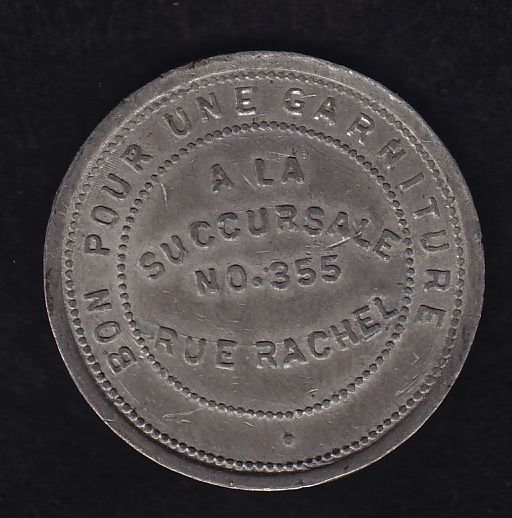 BON POUR UNE GARNITURE
A LA
SUCCURSALE
NO. 355
RUE RACHEL